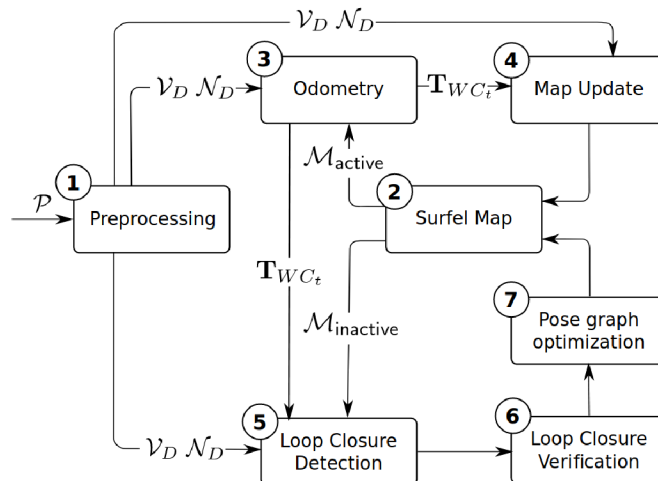 𝒱_D 𝒩_D
3
4
𝒱_D 𝒩_D
Odometry
𝐓_{WC_t}
Map Update
ℳ_active
1
2
𝒫
Preprocessing
Surfel Map
𝐓_{WC_t}
7
ℳ_inactive
Pose graph
optimization
5
6
𝒱_D 𝒩_D
Loop Closure
Detection
Loop Closure
Verification